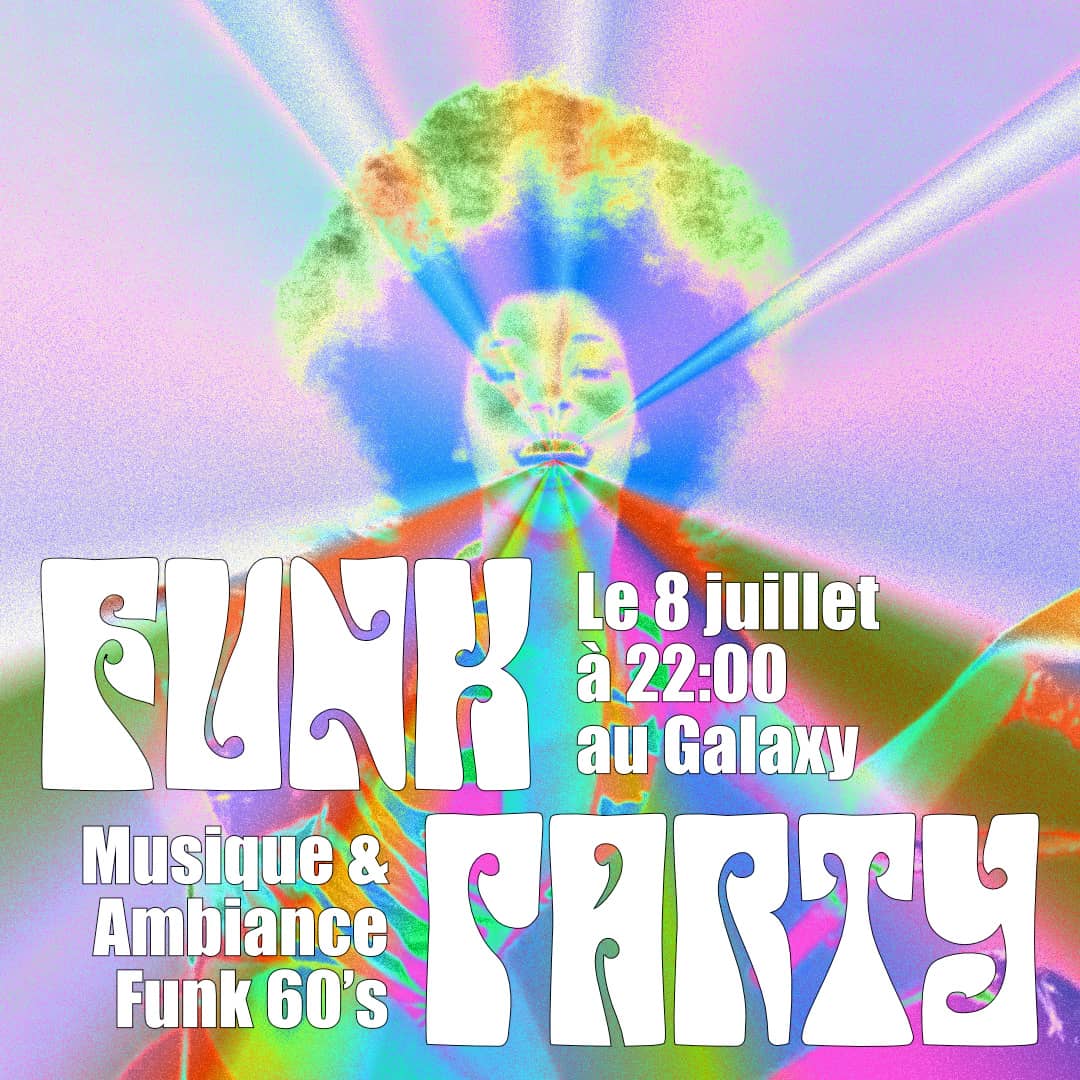 FUNK
Le 8 juillet
à 22:00
au Galaxy
Musique &
Ambiance
Funk 60’s
PARTY